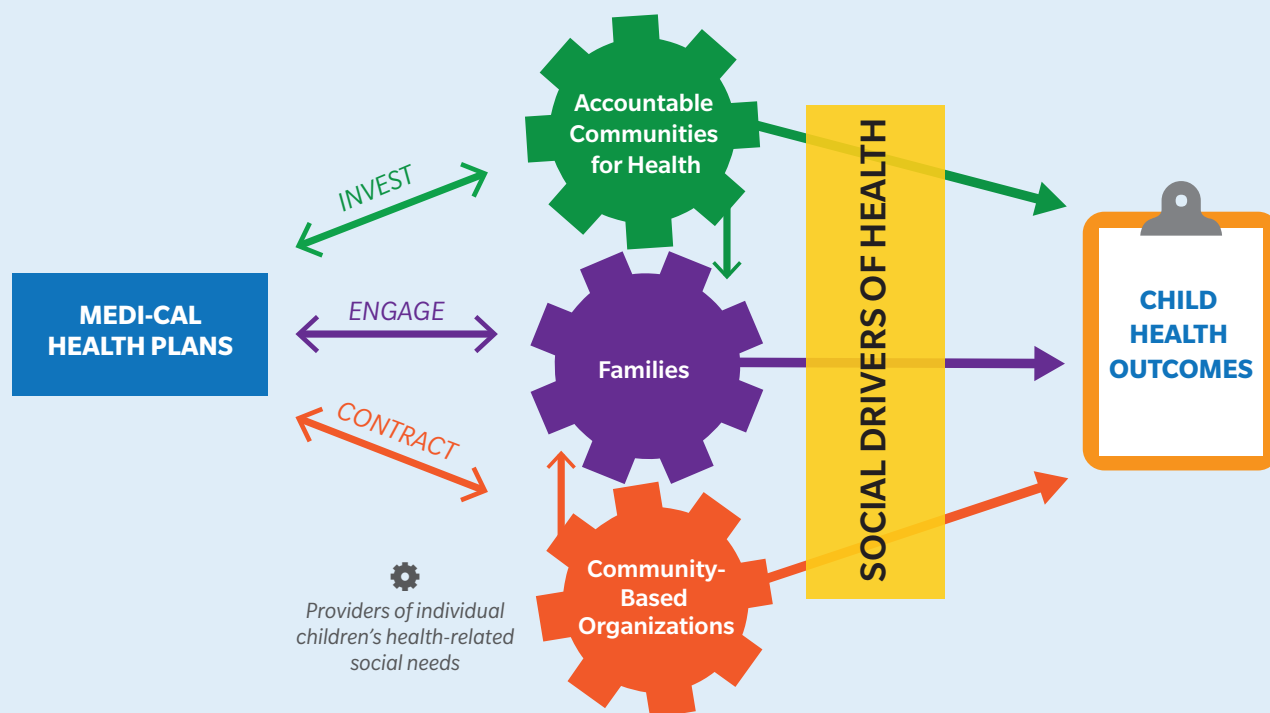 Accountable
Communities
for Health
INVEST
MEDI-CAL
HEALTH PLANS
ENGAGE
Families
CONTRACT
Community-
Based
Organizations
Providers of individual
children's health-related
social needs
SOCIAL DRIVERS OF HEALTH
CHILD
HEALTH
OUTCOMES